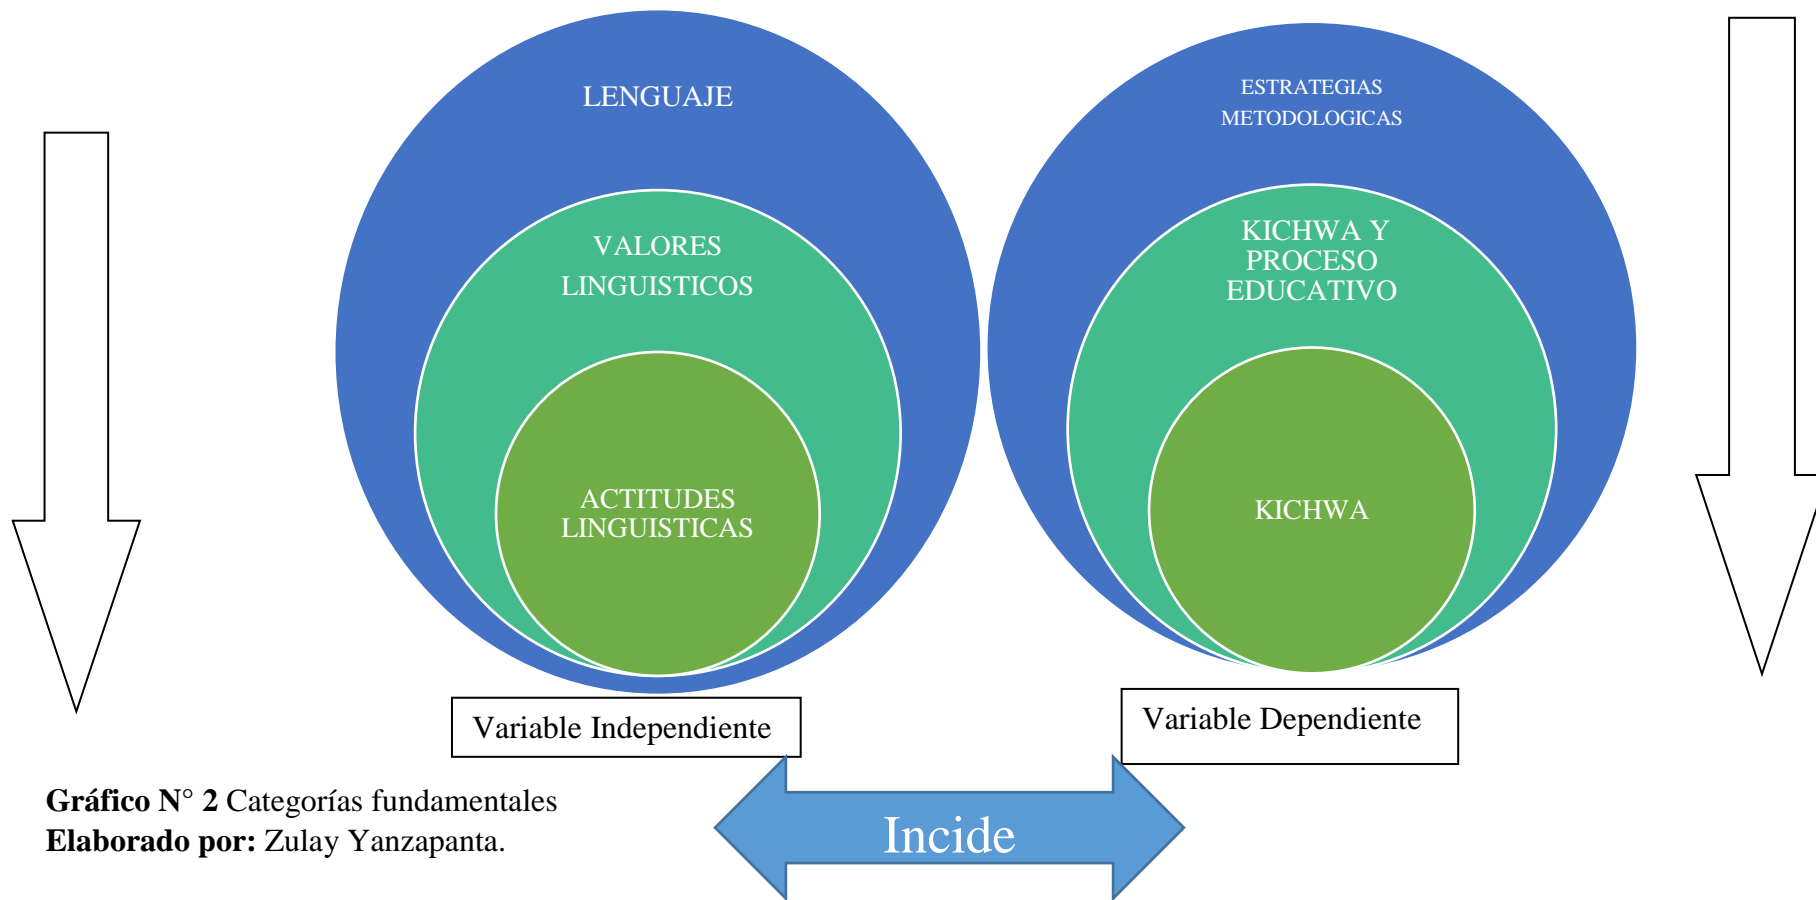 LENGUAJE
VALORES
LINGUISTICOS
ACTITUDES
LINGUISTICAS
ESTRATEGIAS
METODOLOGICAS
KICHWA Y
PROCESO
EDUCATIVO
KICHWA
Variable Independiente
Variable Dependiente
Incide
Gráfico N° 2 Categorías fundamentales
Elaborado por: Zulay Yanzapanta.